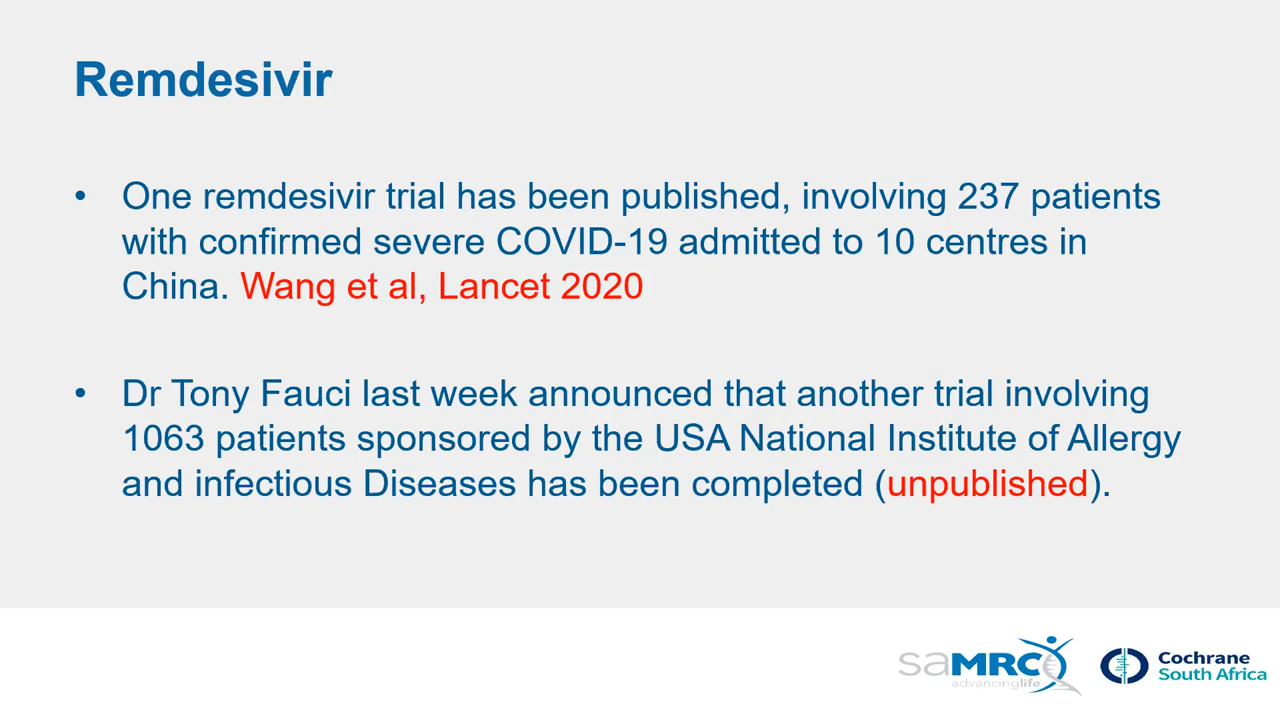 Remdesivir
• One remdesivir trial has been published, involving 237 patients
with confirmed severe COVID-19 admitted to 10 centres in
China. Wang et al, Lancet 2020
• Dr Tony Fauci last week announced that another trial involving
1063 patients sponsored by the USA National Institute of Allergy
and infectious Diseases has been completed (unpublished).
saMRC
advancinglife
Cochrane
South Africa